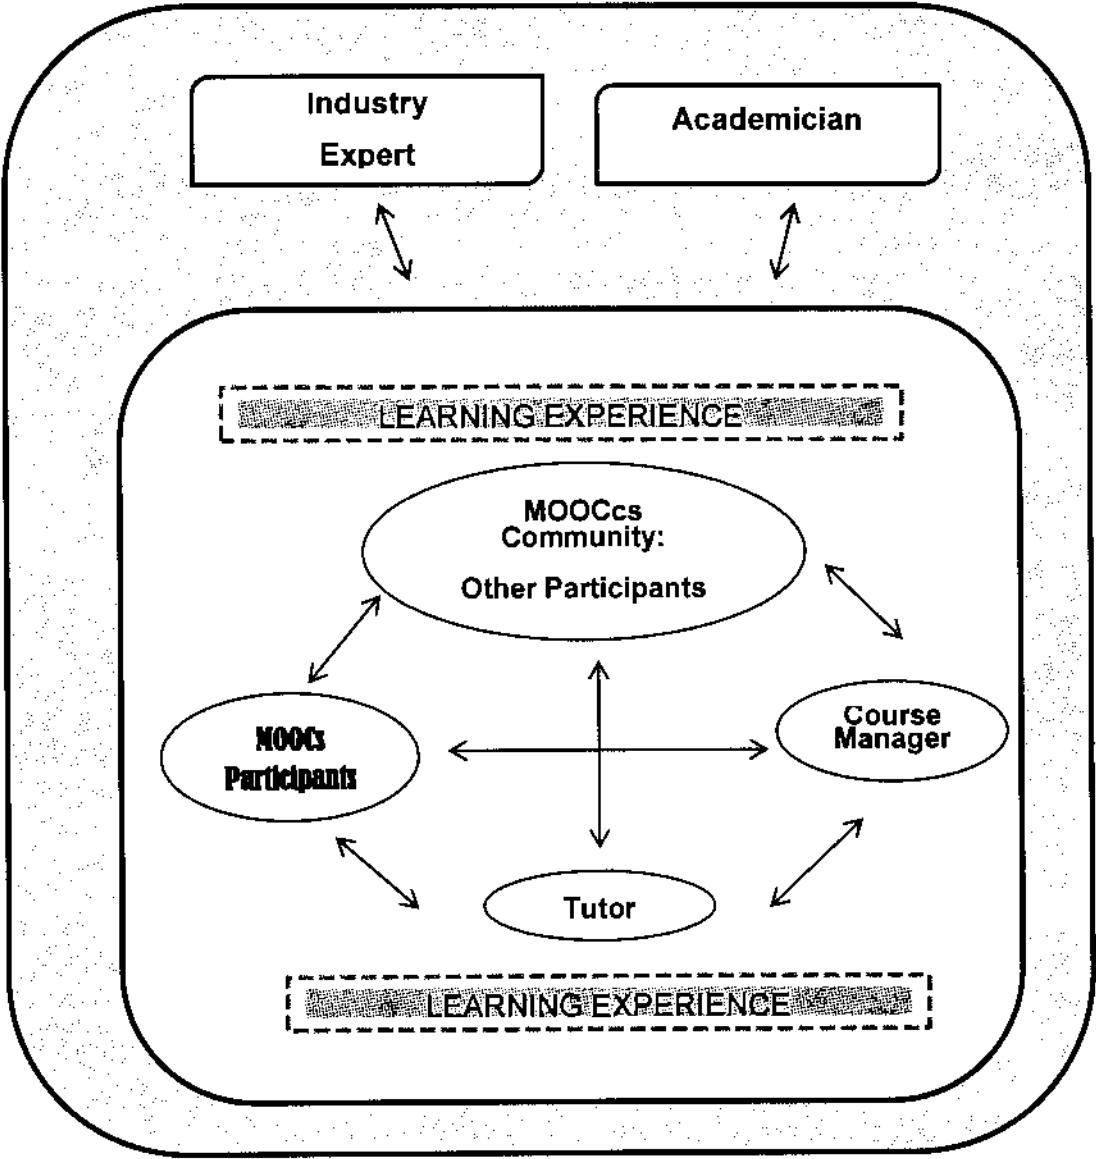 Industry
Expert
Academician
LEARNING EXPERIENCE
MOOCcs
Community:
Other Participants
MOOCs
Participants
Course
Manager
Tutor
LEARNING EXPERIENCE